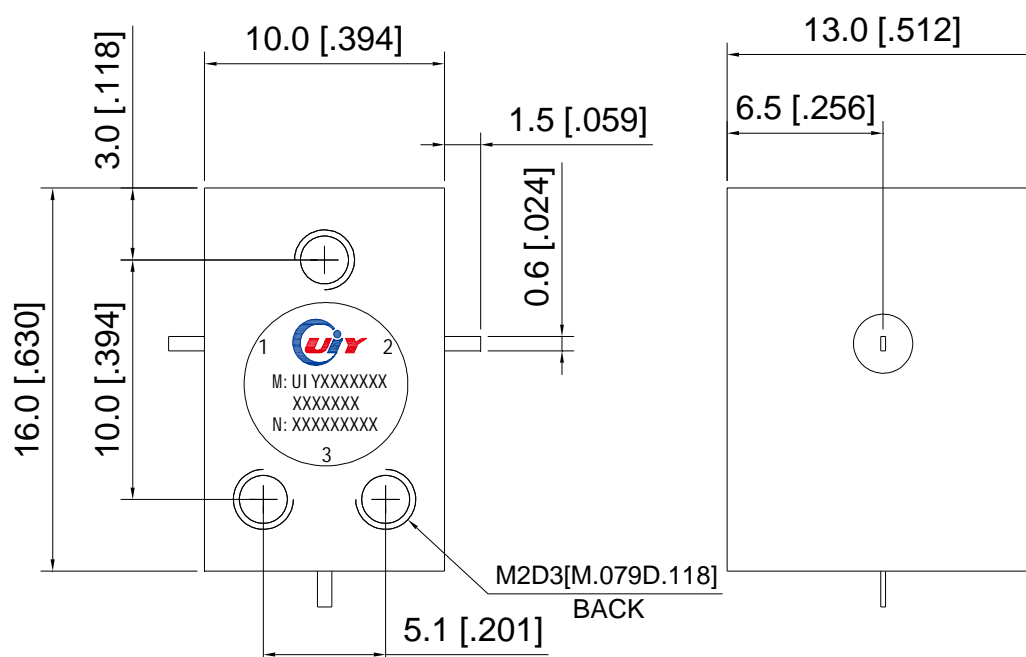 10.0 [.394]
13.0 [.512]
3.0 [.118]
1.5 [.059]
6.5 [.256]
0.6 [.024]
16.0 [.630]
10.0 [.394]
UiY
1
2
M: UIYXXXXXXX
XXXXXXX
N: XXXXXXXXX
3
M2D3[M.079D.118]
BACK
5.1 [.201]